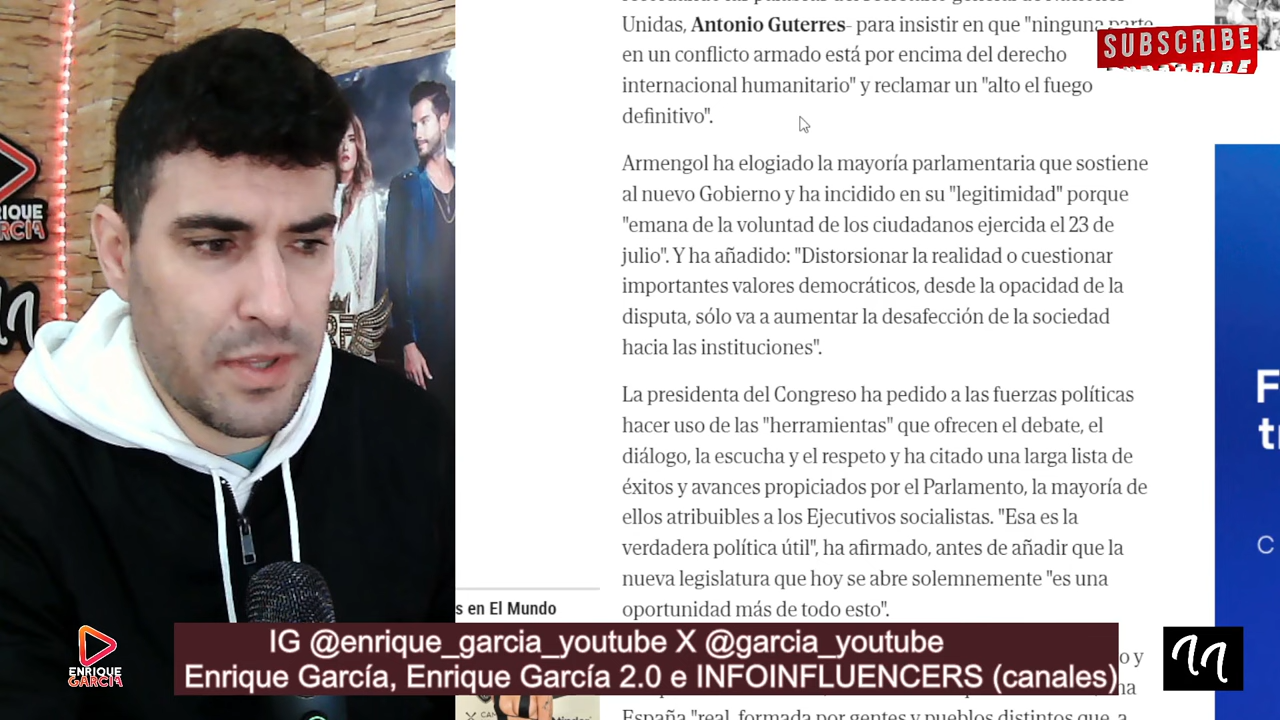 Unidas, Antonio Guterres- para insistir en que "ninguna parte
en un conflicto armado está por encima del derecho
internacional humanitario" y reclamar un "alto el fuego
definitivo".
SUBSCRIBE
Armengol ha elogiado la mayoría parlamentaria que sostiene
al nuevo Gobierno y ha incidido en su "legitimidad" porque
"emana de la voluntad de los ciudadanos ejercida el 23 de
julio". Y ha añadido: "Distorsionar la realidad o cuestionar
importantes valores democráticos, desde la opacidad de la
disputa, sólo va a aumentar la desafección de la sociedad
hacia las instituciones".
La presidenta del Congreso ha pedido a las fuerzas políticas
hacer uso de las "herramientas" que ofrecen el debate, el
diálogo, la escucha y el respeto y ha citado una larga lista de
éxitos y avances propiciados por el Parlamento, la mayoría de
ellos atribuibles a los Ejecutivos socialistas. "Esa es la
verdadera política útil", ha afirmado, antes de añadir que la
nueva legislatura que hoy se abre solemnemente "es una
oportunidad más de todo esto".
s en El Mundo
IG @enrique_garcia_youtube X @garcia_youtube
Enrique García, Enrique García 2.0 e INFOINFLUENCERS (canales)
ENRIQUE
GARCIA
España "real, formada por gentes y pueblos distintos que, a